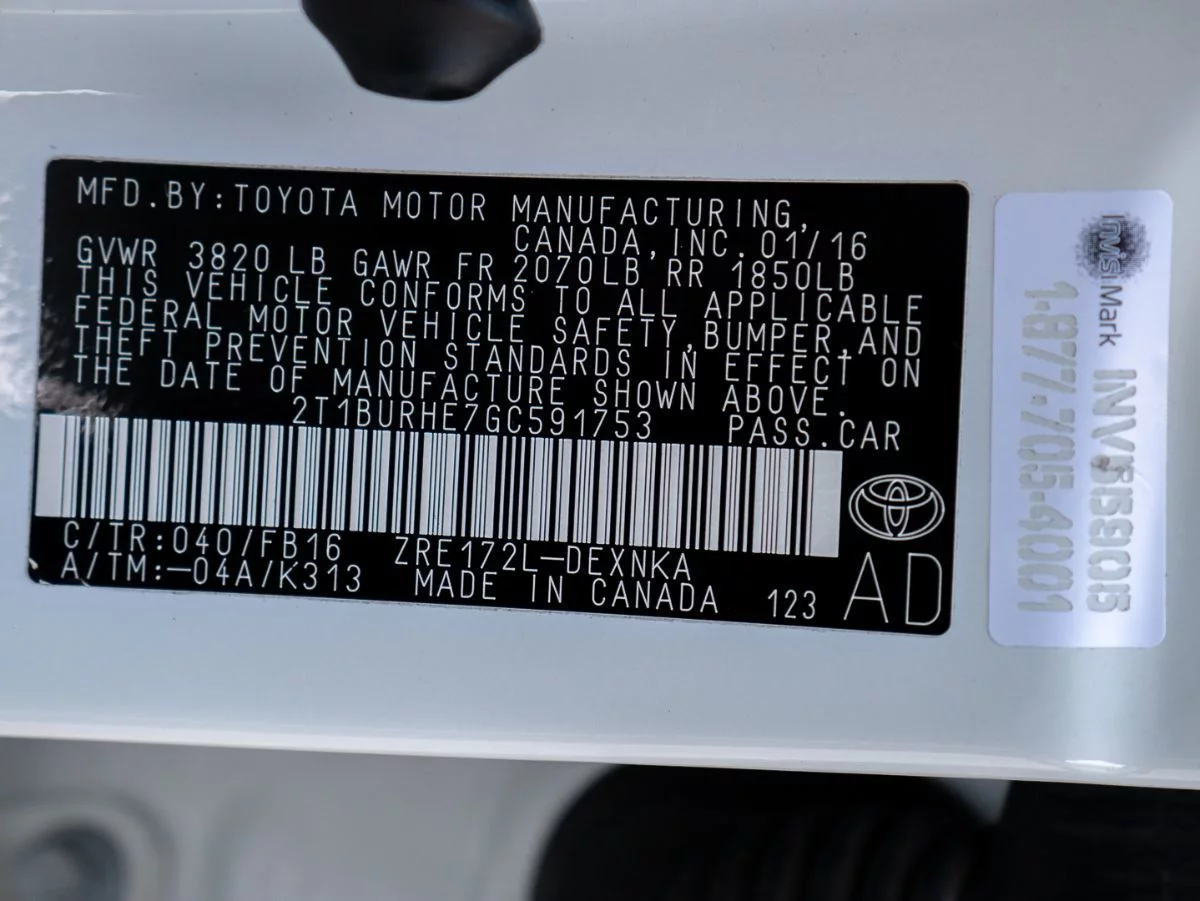 MFD.BY:TOYOTA MOTOR MANUFACTURING,
CANADA,INC.01/16
GVWR 3820 LB GAWR FR 2070LB RR 1850LB
THIS VEHICLE CONFORMS TO ALL APPLICABLE
FEDERAL MOTOR VEHICLE SAFETY,BUMPER,AND
THEFT PREVENTION STANDARDS IN EFFECT ON
THE DATE OF MANUFACTURE SHOWN ABOVE.
2T1BURHE7GC591753 PASS.CAR
C/TR:040/FB16 ZRE172L-DEXNKA
A/TM:-04A/K313 MADE IN CANADA 123 AD
InvisiMark
1-877-705-4001